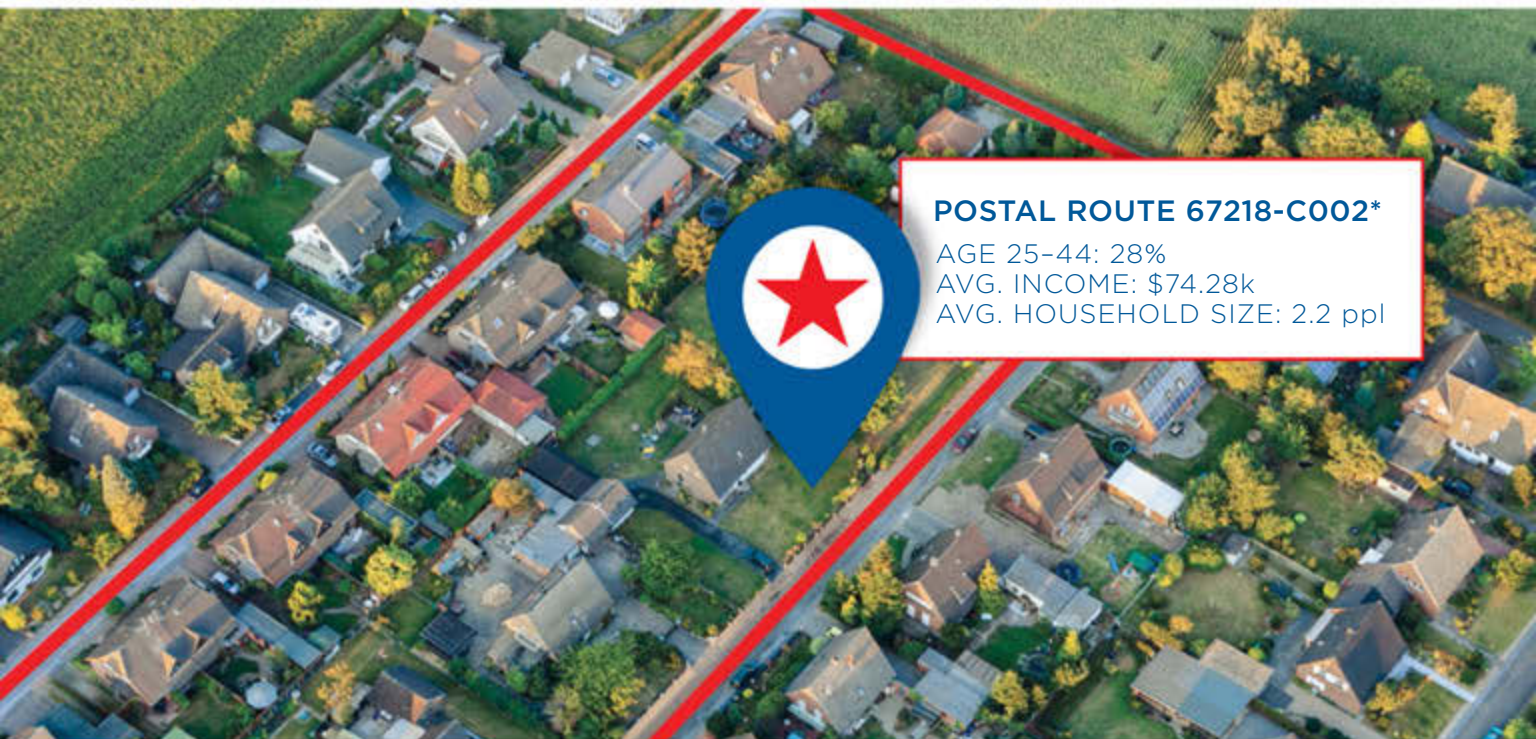 POSTAL ROUTE 67218-C002*
AGE 25–44: 28%
AVG. INCOME: $74.28k
AVG. HOUSEHOLD SIZE: 2.2 ppl